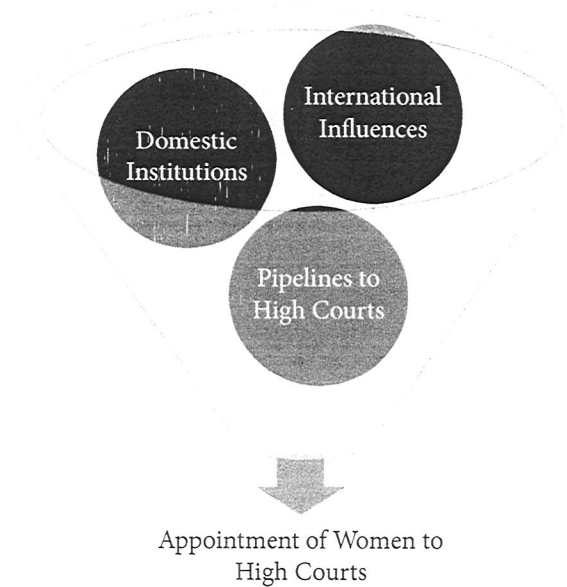 International
Influences
Domestic
Institutions
Pipelines to
High Courts
Appointment of Women to
High Courts